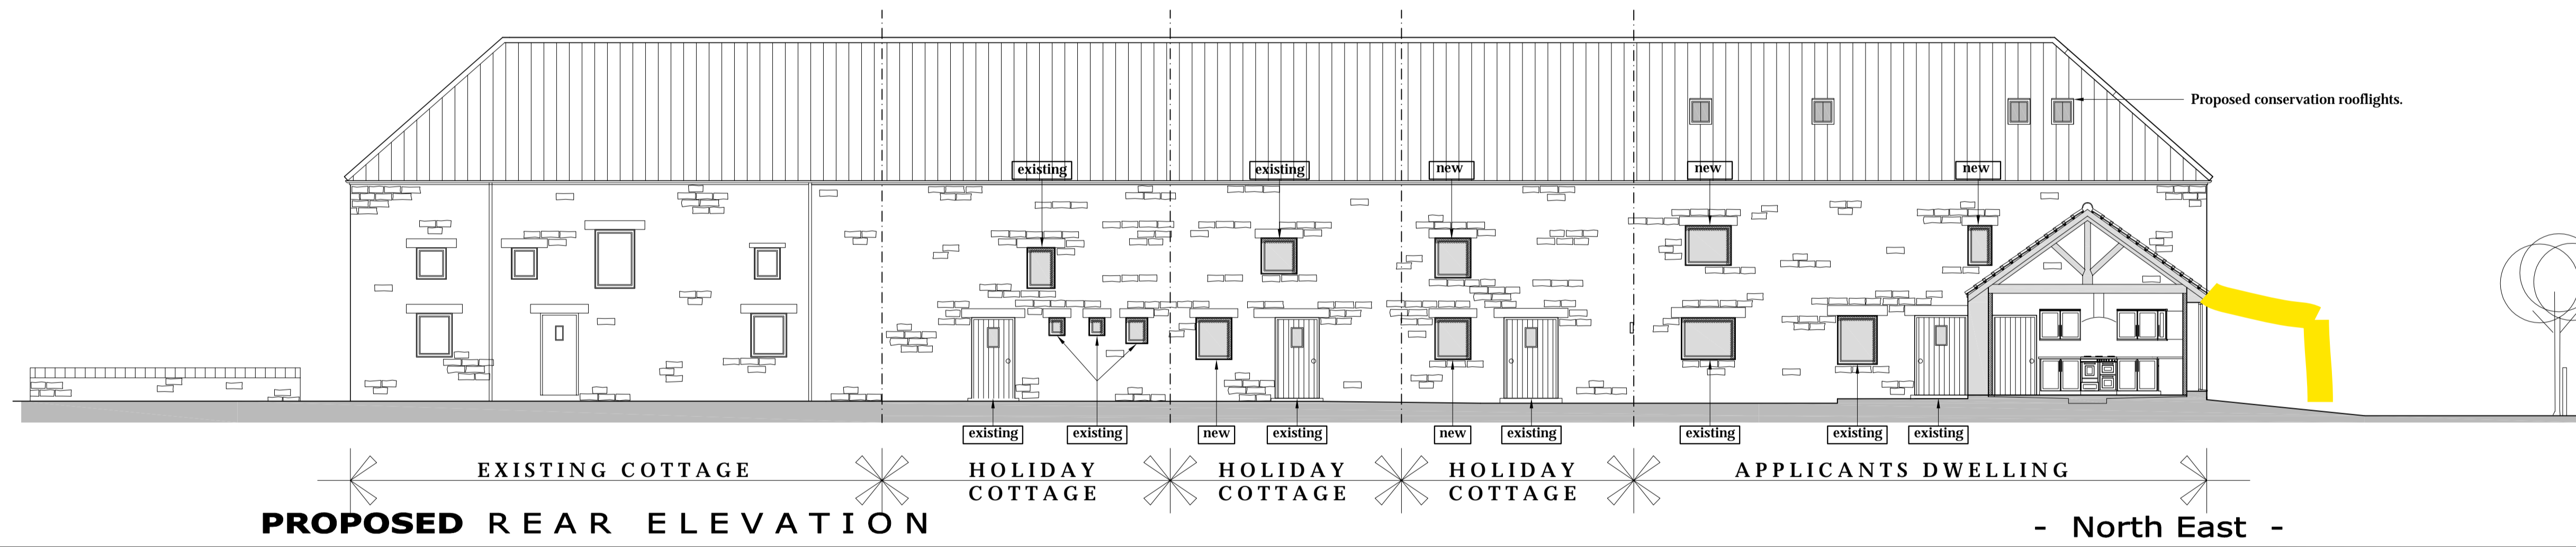 Proposed conservation rooflights.
existing
existing
new
new
new
existing
existing
new
existing
new
existing
existing
existing
existing
EXISTING COTTAGE
HOLIDAY
COTTAGE
HOLIDAY
COTTAGE
HOLIDAY
COTTAGE
APPLICANTS DWELLING
PROPOSED REAR ELEVATION
- North East -